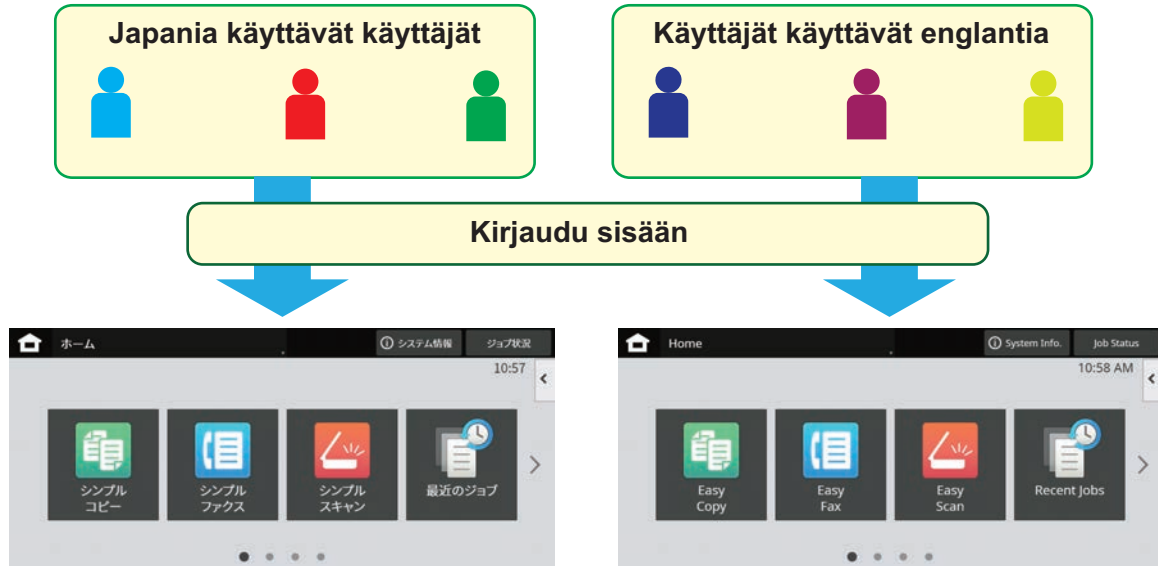 Japania käyttävät käyttäjät
Käyttäjät käyttävät englantia
Kirjaudu sisään
ホーム
システム情報
ジョブ状況
10:57
シンプル
コピー
シンプル
ファクス
シンプル
スキャン
最近のジョブ
Home
System Info.
Job Status
10:58 AM
Easy
Copy
Easy
Fax
Easy
Scan
Recent Jobs